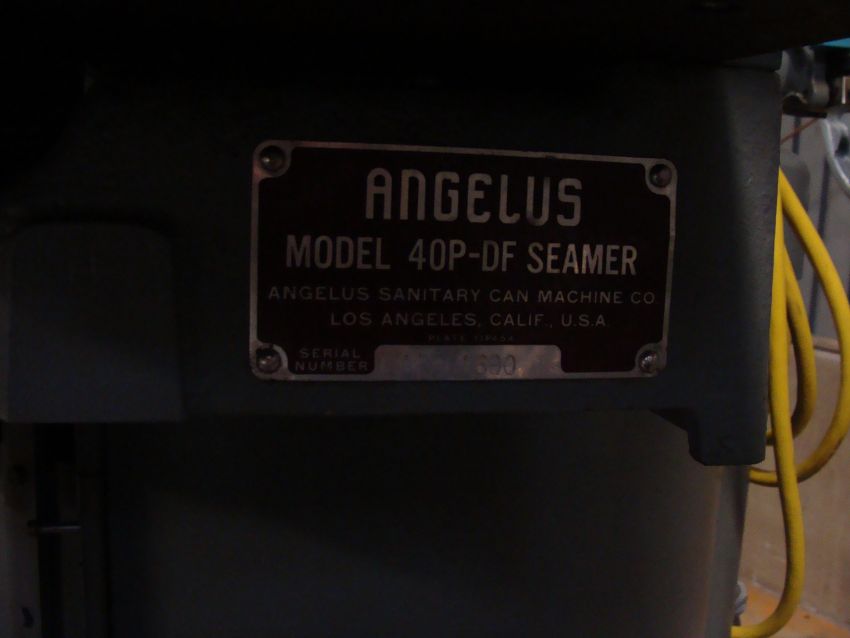 ANGELUS
MODEL 40P-DF SEAMER
ANGELUS SANITARY CAN MACHINE CO.
LOS ANGELES, CALIF., U.S.A.
SERIAL
NUMBER